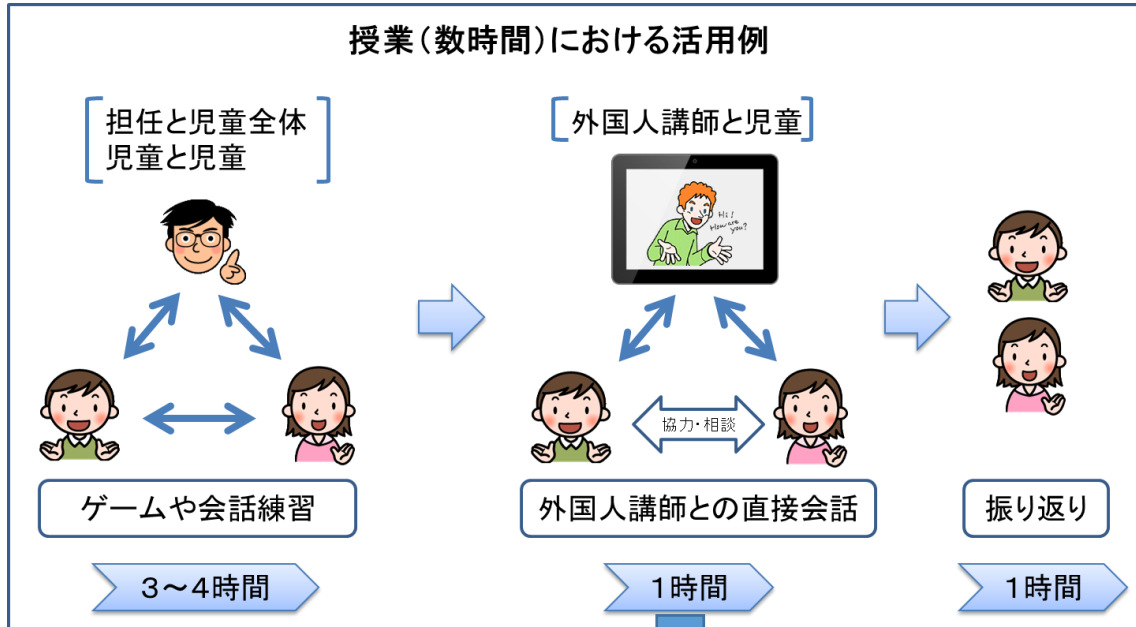 授業（数時間）における活用例
担任と児童全体
児童と児童
外国人講師と児童
Hi!
How are
you?
協力・相談
ゲームや会話練習
外国人講師との直接会話
振り返り
３～４時間
１時間
１時間